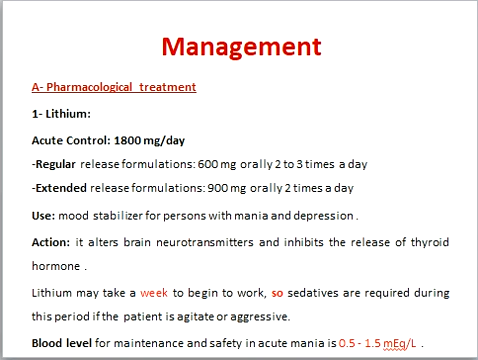 Management
A- Pharmacological treatment
1- Lithium:
Acute Control: 1800 mg/day
-Regular release formulations: 600 mg orally 2 to 3 times a day
-Extended release formulations: 900 mg orally 2 times a day
Use: mood stabilizer for persons with mania and depression .
Action: it alters brain neurotransmitters and inhibits the release of thyroid
hormone .
Lithium may take a week to begin to work, so sedatives are required during
this period if the patient is agitate or aggressive.
Blood level for maintenance and safety in acute mania is 0.5 - 1.5 mEq/L .